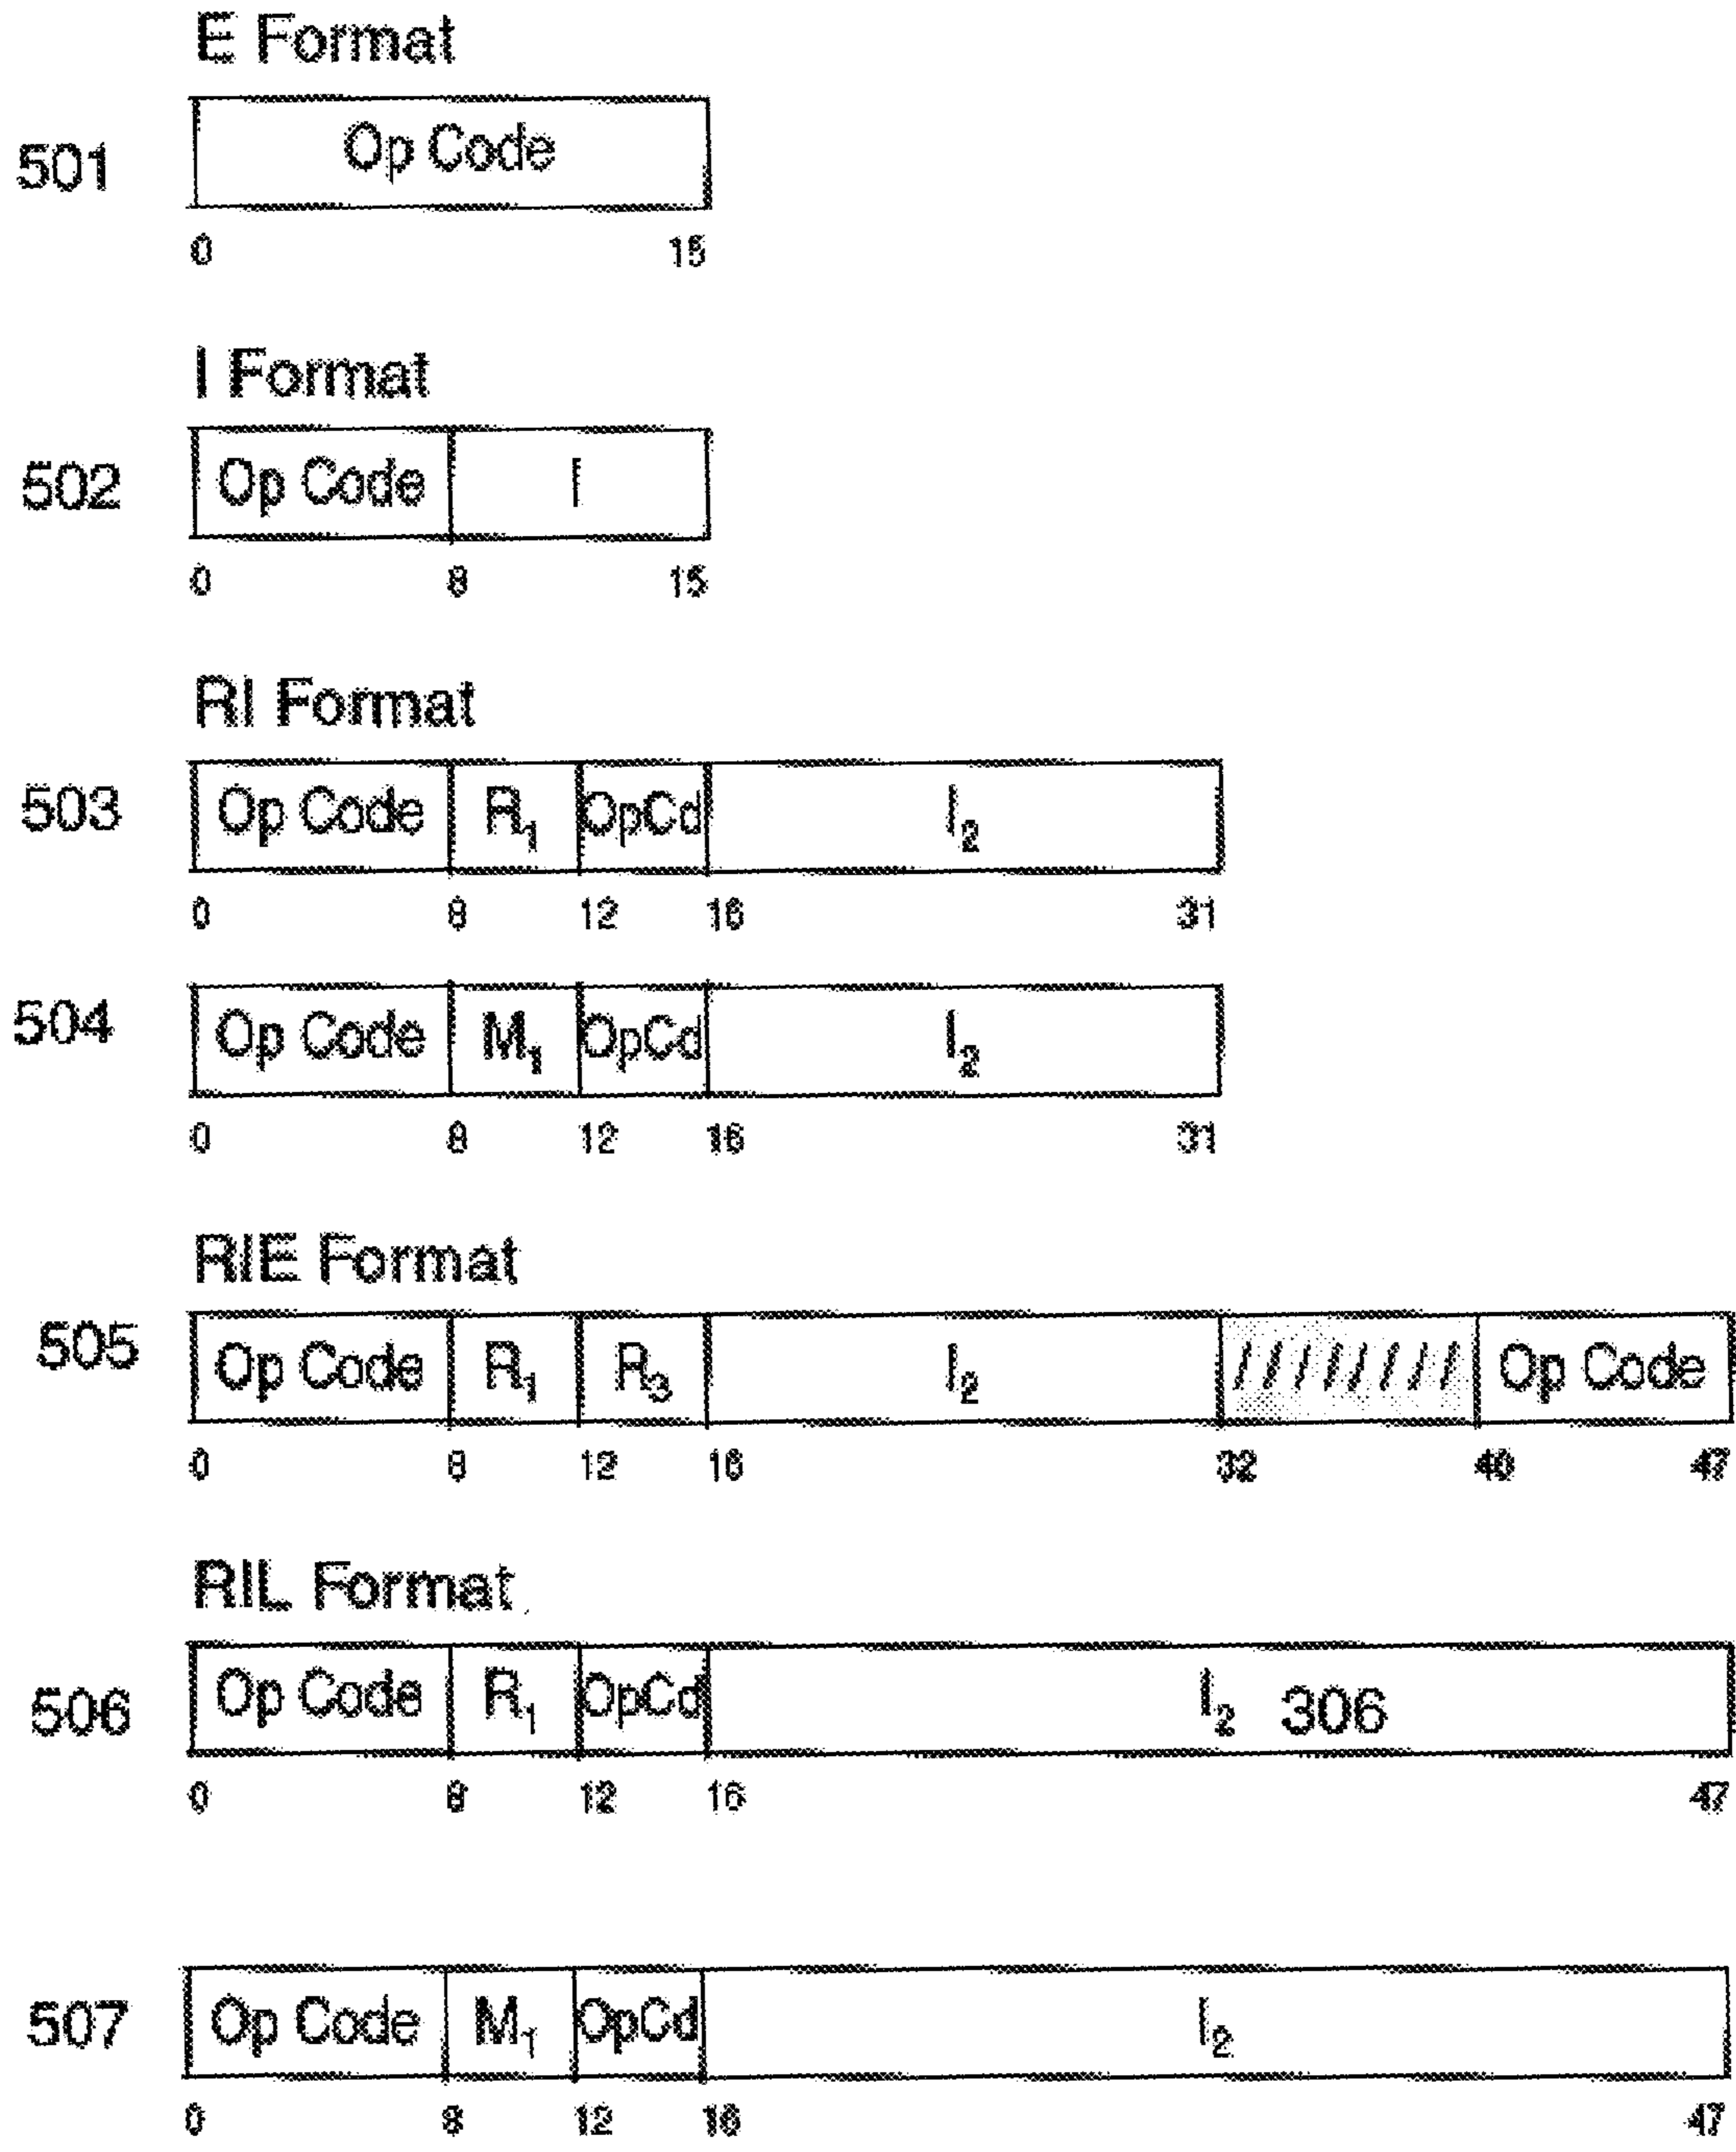 E Format
501 Op Code
0 15
I Format
502 Op Code I
0 8 15
RI Format
503 Op Code R₁ OpCd I₂
0 8 12 16 31
504 Op Code M₁ OpCd I₂
0 8 12 16 31
RIE Format
505 Op Code R₁ R₃ I₂ //////// Op Code
0 8 12 16 32 40 47
RIL Format
506 Op Code R₁ OpCd I₂ 306
0 8 12 16 47
507 Op Code M₁ OpCd I₂
0 8 12 16 47